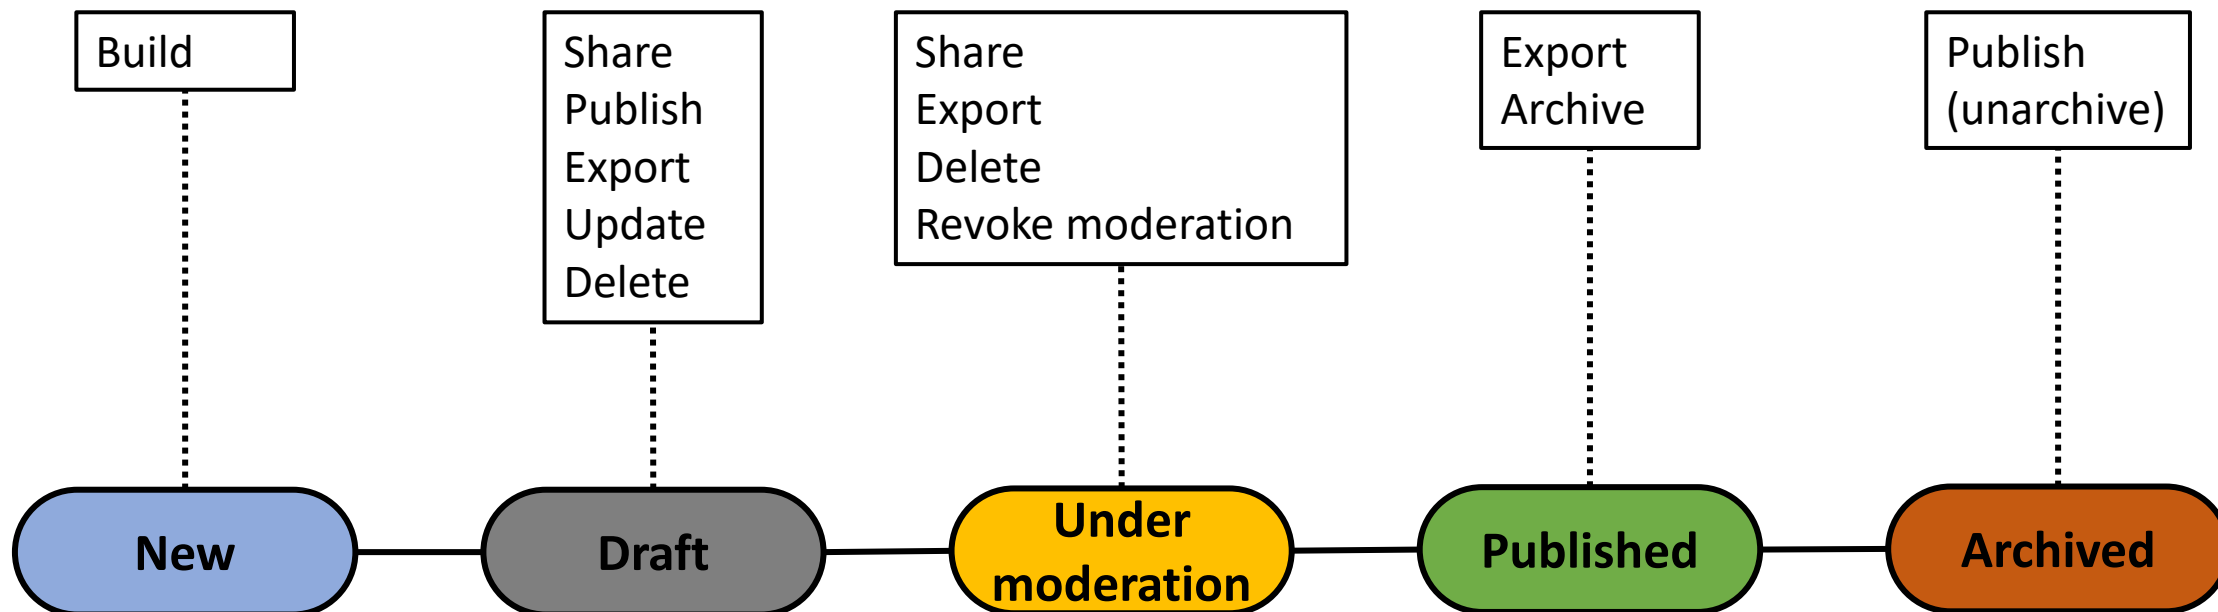 Build
Share
Publish
Export
Update
Delete
Share
Export
Delete
Revoke moderation
Export
Archive
Publish
(unarchive)
New
Draft
Under
moderation
Published
Archived